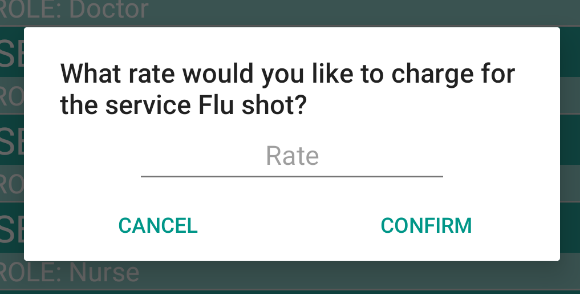 ROLE: Doctor
SE
What rate would you like to charge for
the service Flu shot?
Rate
CANCEL
CONFIRM
ROLE: Nurse